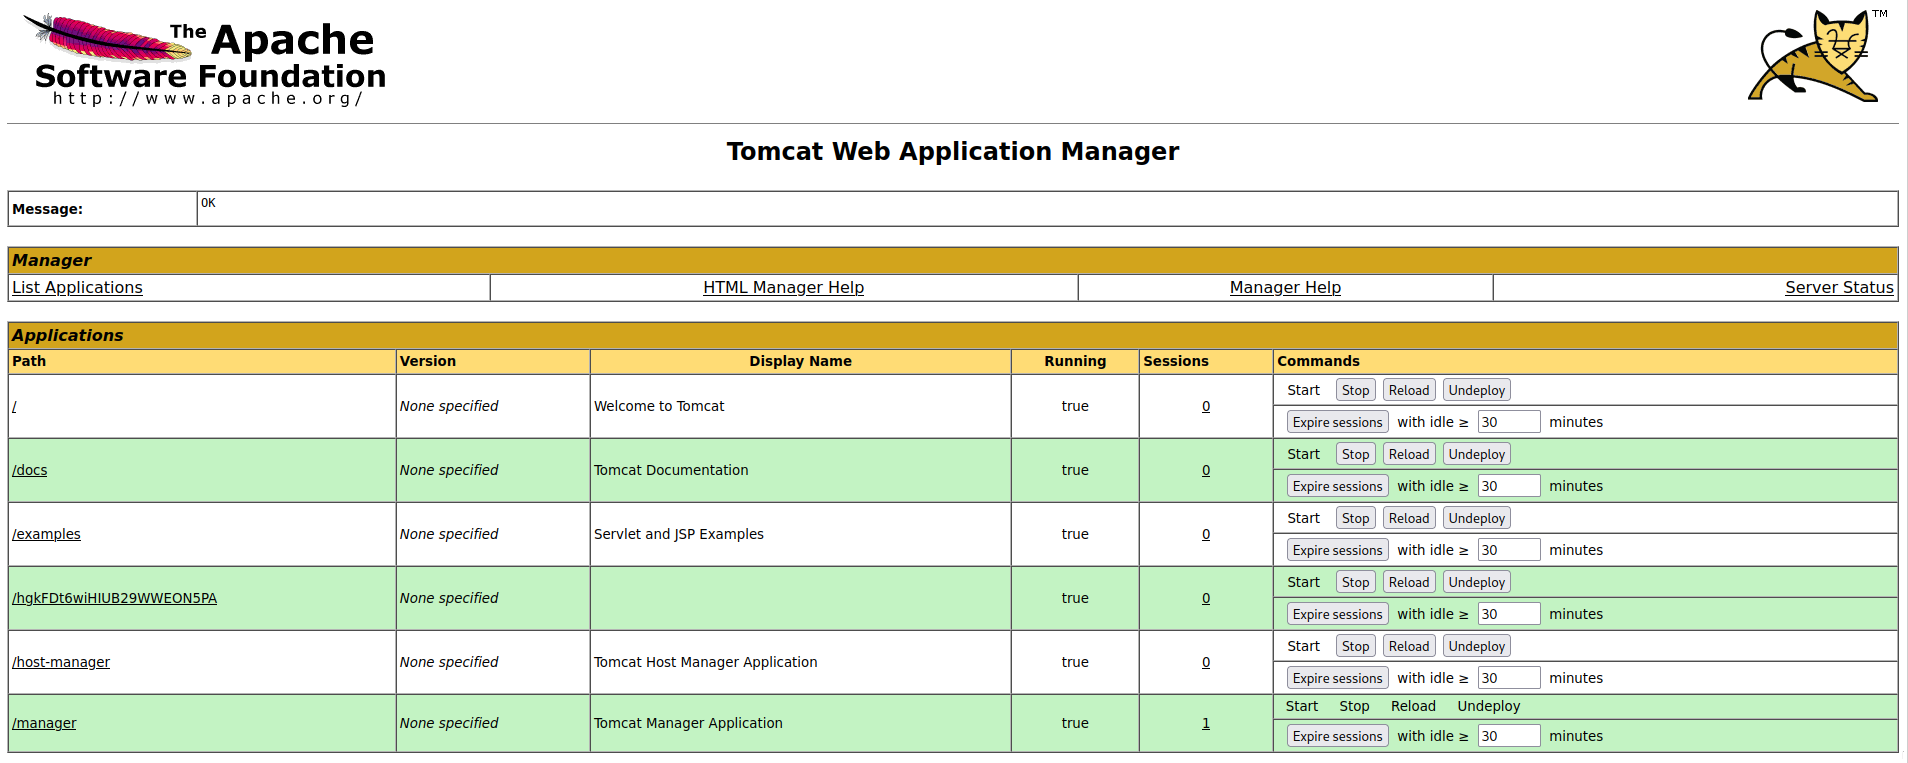 The Apache
Software Foundation
http://www.apache.org/
TM
Tomcat Web Application Manager
Message: OK
Manager
List Applications HTML Manager Help Manager Help Server Status
Applications
Path Version Display Name Running Sessions Commands
/ None specified Welcome to Tomcat true 0 Start Stop Reload Undeploy
Expire sessions with idle ≥ 30 minutes
/docs None specified Tomcat Documentation true 0 Start Stop Reload Undeploy
Expire sessions with idle ≥ 30 minutes
/examples None specified Servlet and JSP Examples true 0 Start Stop Reload Undeploy
Expire sessions with idle ≥ 30 minutes
/hgkFDt6wiHIUB29WWEON5PA None specified true 0 Start Stop Reload Undeploy
Expire sessions with idle ≥ 30 minutes
/host-manager None specified Tomcat Host Manager Application true 0 Start Stop Reload Undeploy
Expire sessions with idle ≥ 30 minutes
/manager None specified Tomcat Manager Application true 1 Start Stop Reload Undeploy
Expire sessions with idle ≥ 30 minutes